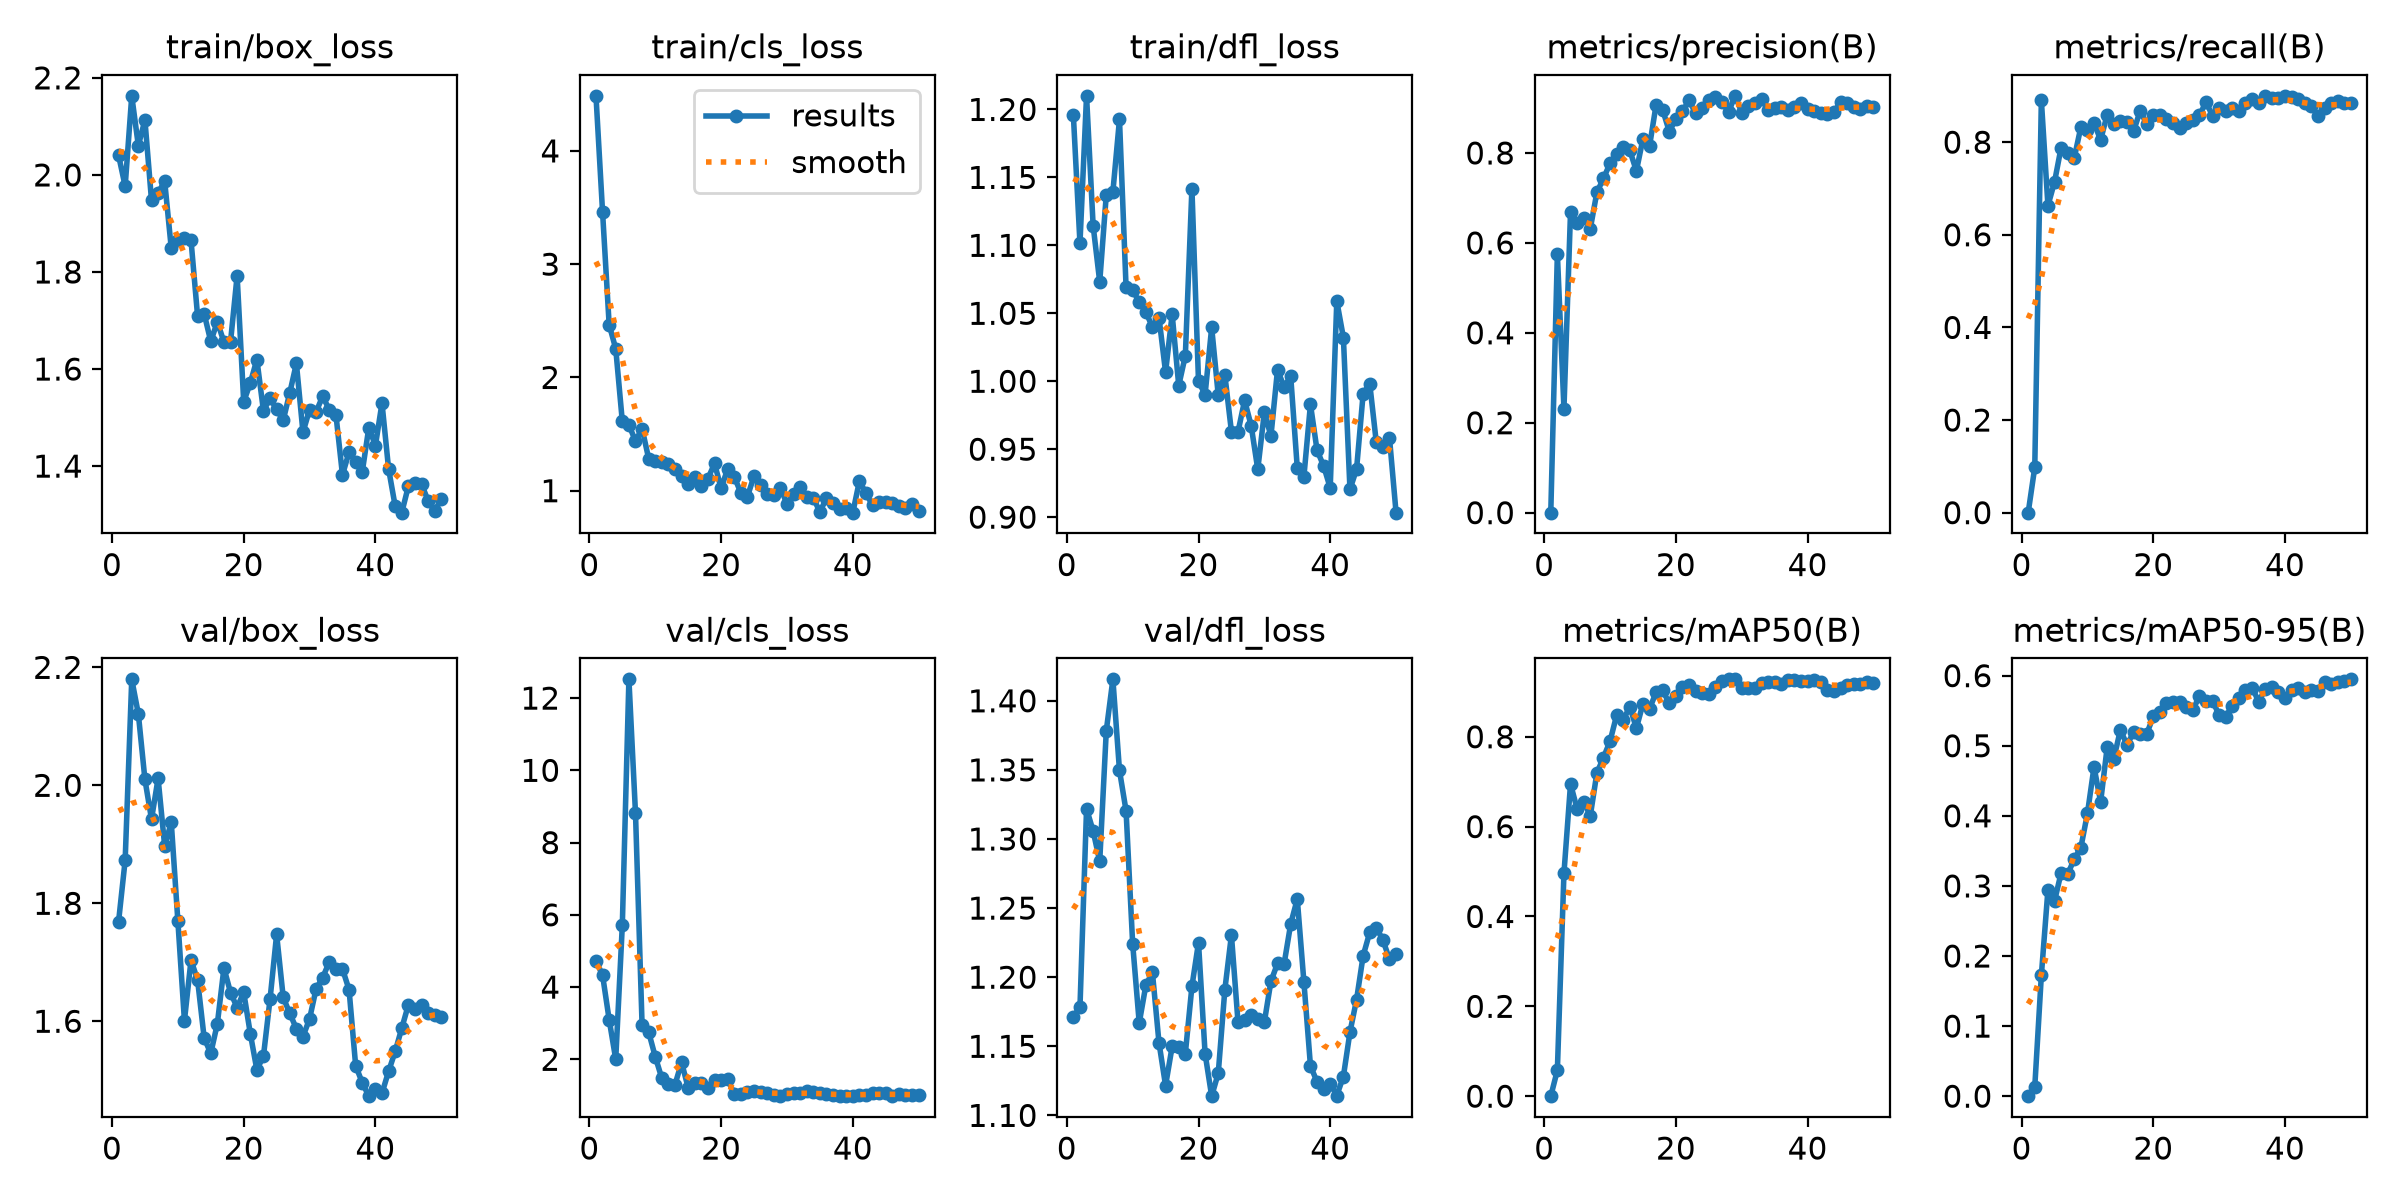 train/box_loss
2.2
2.0
1.8
1.6
1.4
0 20 40
train/cls_loss
results
smooth
4
3
2
1
0 20 40
train/dfl_loss
1.20
1.15
1.10
1.05
1.00
0.95
0.90
0 20 40
metrics/precision(B)
0.8
0.6
0.4
0.2
0.0
0 20 40
metrics/recall(B)
0.8
0.6
0.4
0.2
0.0
0 20 40
val/box_loss
2.2
2.0
1.8
1.6
0 20 40
val/cls_loss
12
10
8
6
4
2
0 20 40
val/dfl_loss
1.40
1.35
1.30
1.25
1.20
1.15
1.10
0 20 40
metrics/mAP50(B)
0.8
0.6
0.4
0.2
0.0
0 20 40
metrics/mAP50-95(B)
0.6
0.5
0.4
0.3
0.2
0.1
0.0
0 20 40